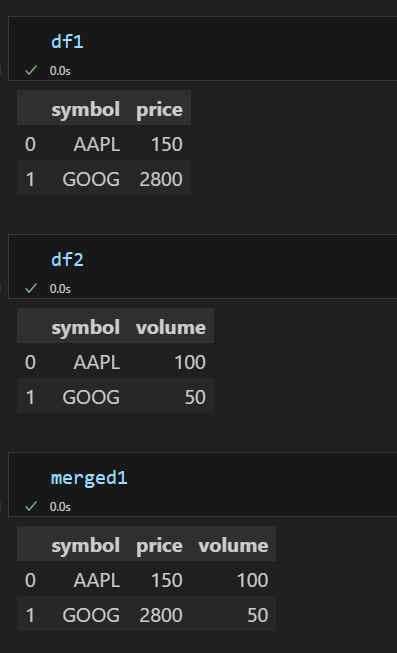 df1
0.0s
symbol price
0 AAPL 150
1 GOOG 2800
df2
0.0s
symbol volume
0 AAPL 100
1 GOOG 50
merged1
0.0s
symbol price volume
0 AAPL 150 100
1 GOOG 2800 50